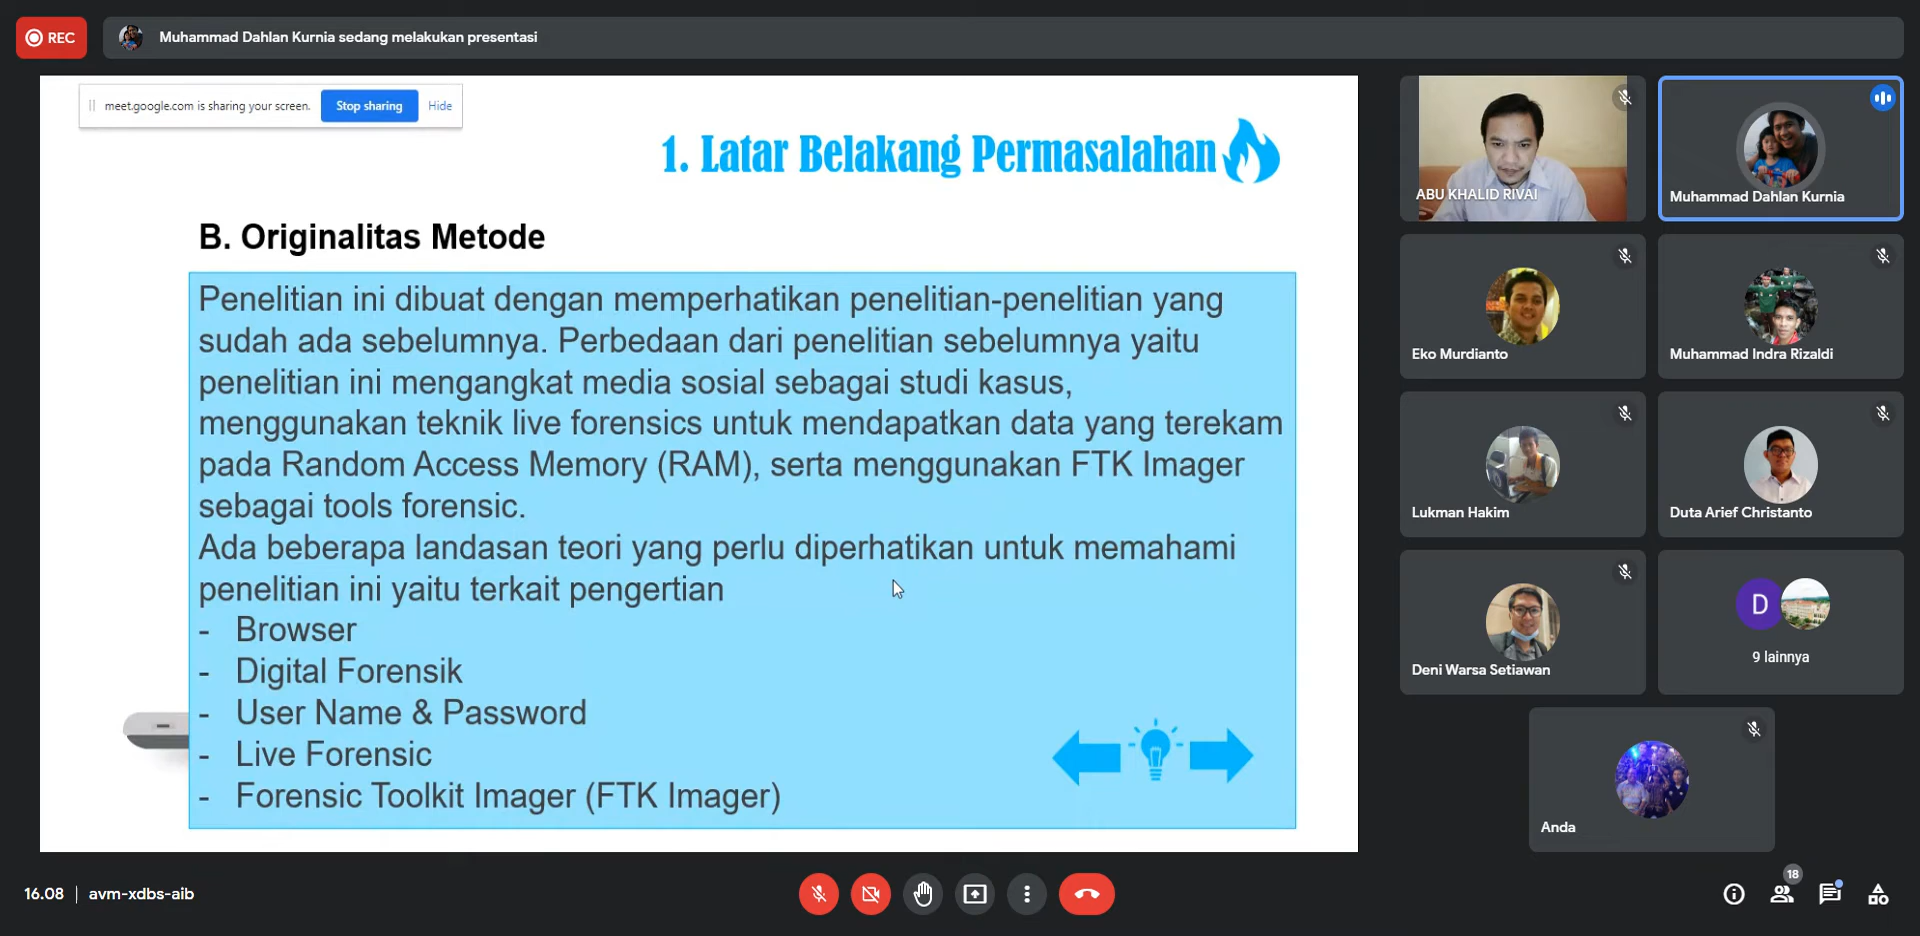 REC
Muhammad Dahlan Kurnia sedang melakukan presentasi
meet.google.com is sharing your screen.
Stop sharing
Hide
1. Latar Belakang Permasalahan
B. Originalitas Metode
Penelitian ini dibuat dengan memperhatikan penelitian-penelitian yang
sudah ada sebelumnya. Perbedaan dari penelitian sebelumnya yaitu
penelitian ini mengangkat media sosial sebagai studi kasus,
menggunakan teknik live forensics untuk mendapatkan data yang terekam
pada Random Access Memory (RAM), serta menggunakan FTK Imager
sebagai tools forensic.
Ada beberapa landasan teori yang perlu diperhatikan untuk memahami
penelitian ini yaitu terkait pengertian
- Browser
- Digital Forensik
- User Name & Password
- Live Forensic
- Forensic Toolkit Imager (FTK Imager)
ABU KHALID RIVAI
Muhammad Dahlan Kurnia
Eko Murdianto
Muhammad Indra Rizaldi
Lukman Hakim
Duta Arief Christanto
Deni Warsa Setiawan
D
9 lainnya
Anda
16.08 | avm-xdbs-aib
18